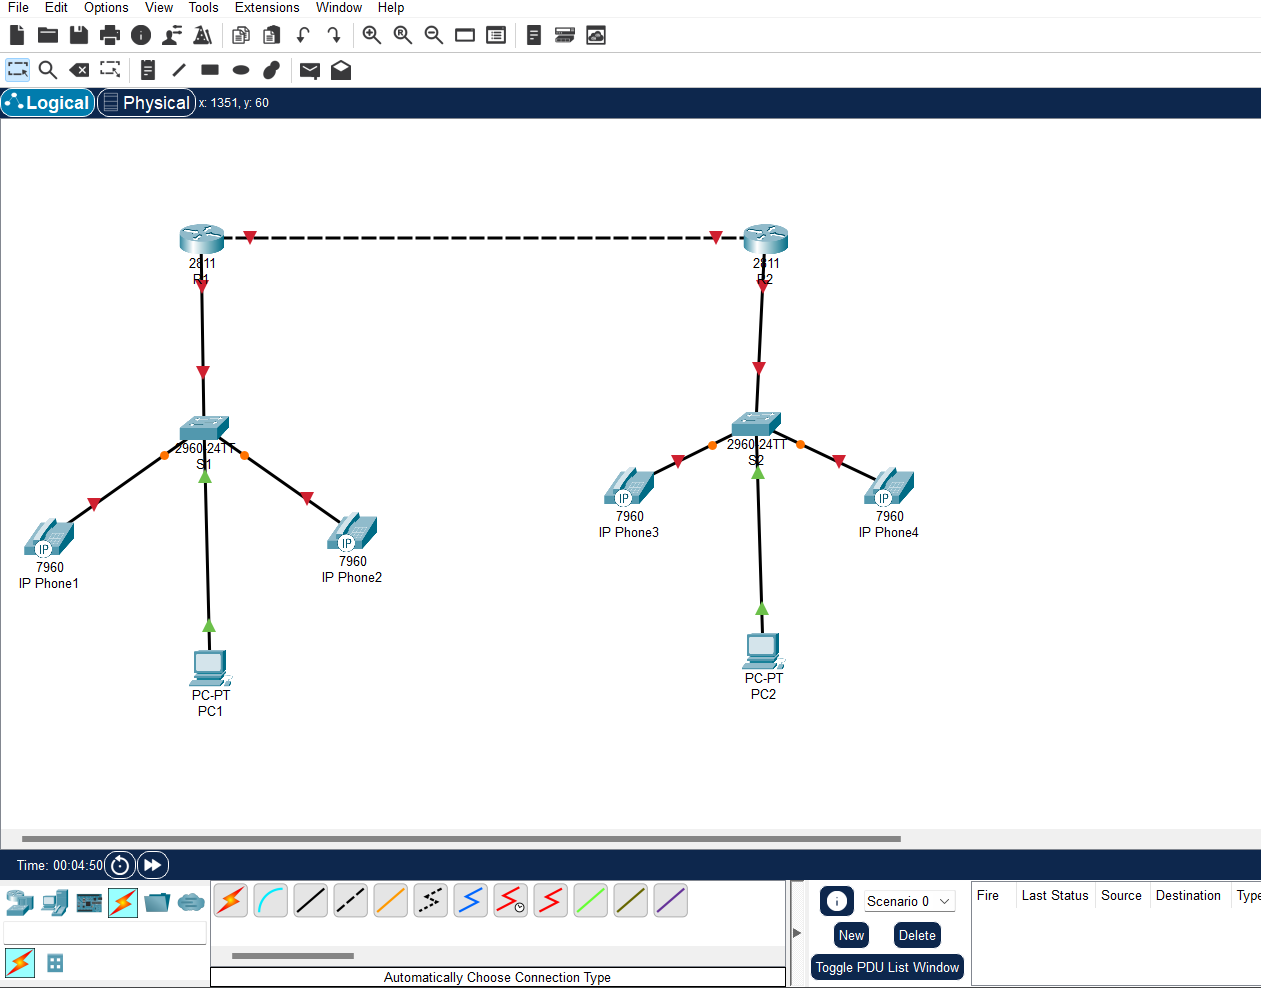 File Edit Options View Tools Extensions Window Help
Logical Physical x: 1351, y: 60
2811
R1
2811
R2
2960-24TT
S1
2960-24TT
S2
IP
7960
IP Phone1
IP
7960
IP Phone2
IP
7960
IP Phone3
IP
7960
IP Phone4
PC-PT
PC1
PC-PT
PC2
Time: 00:04:50
Scenario 0
New Delete
Toggle PDU List Window
Fire Last Status Source Destination Type
Automatically Choose Connection Type